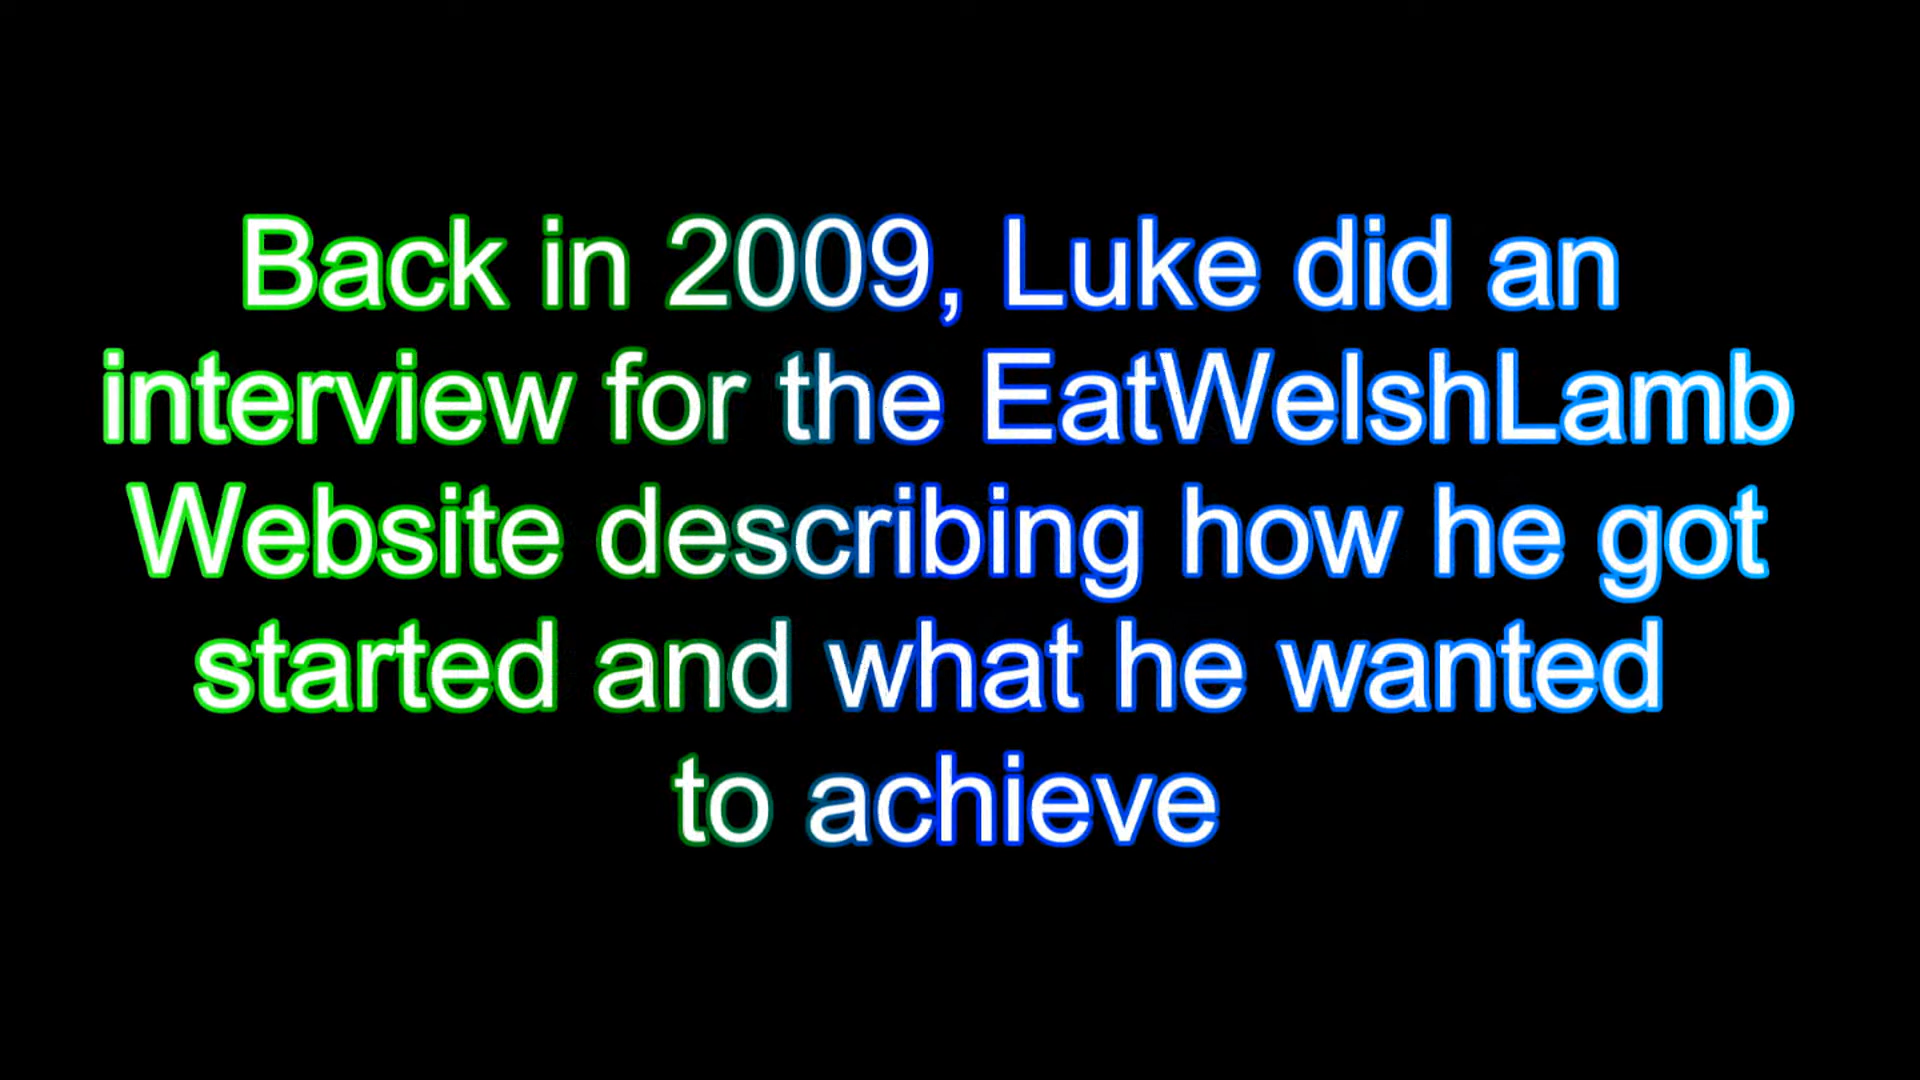 Back in 2009, Luke did an
interview for the EatWelshLamb
Website describing how he got
started and what he wanted
to achieve